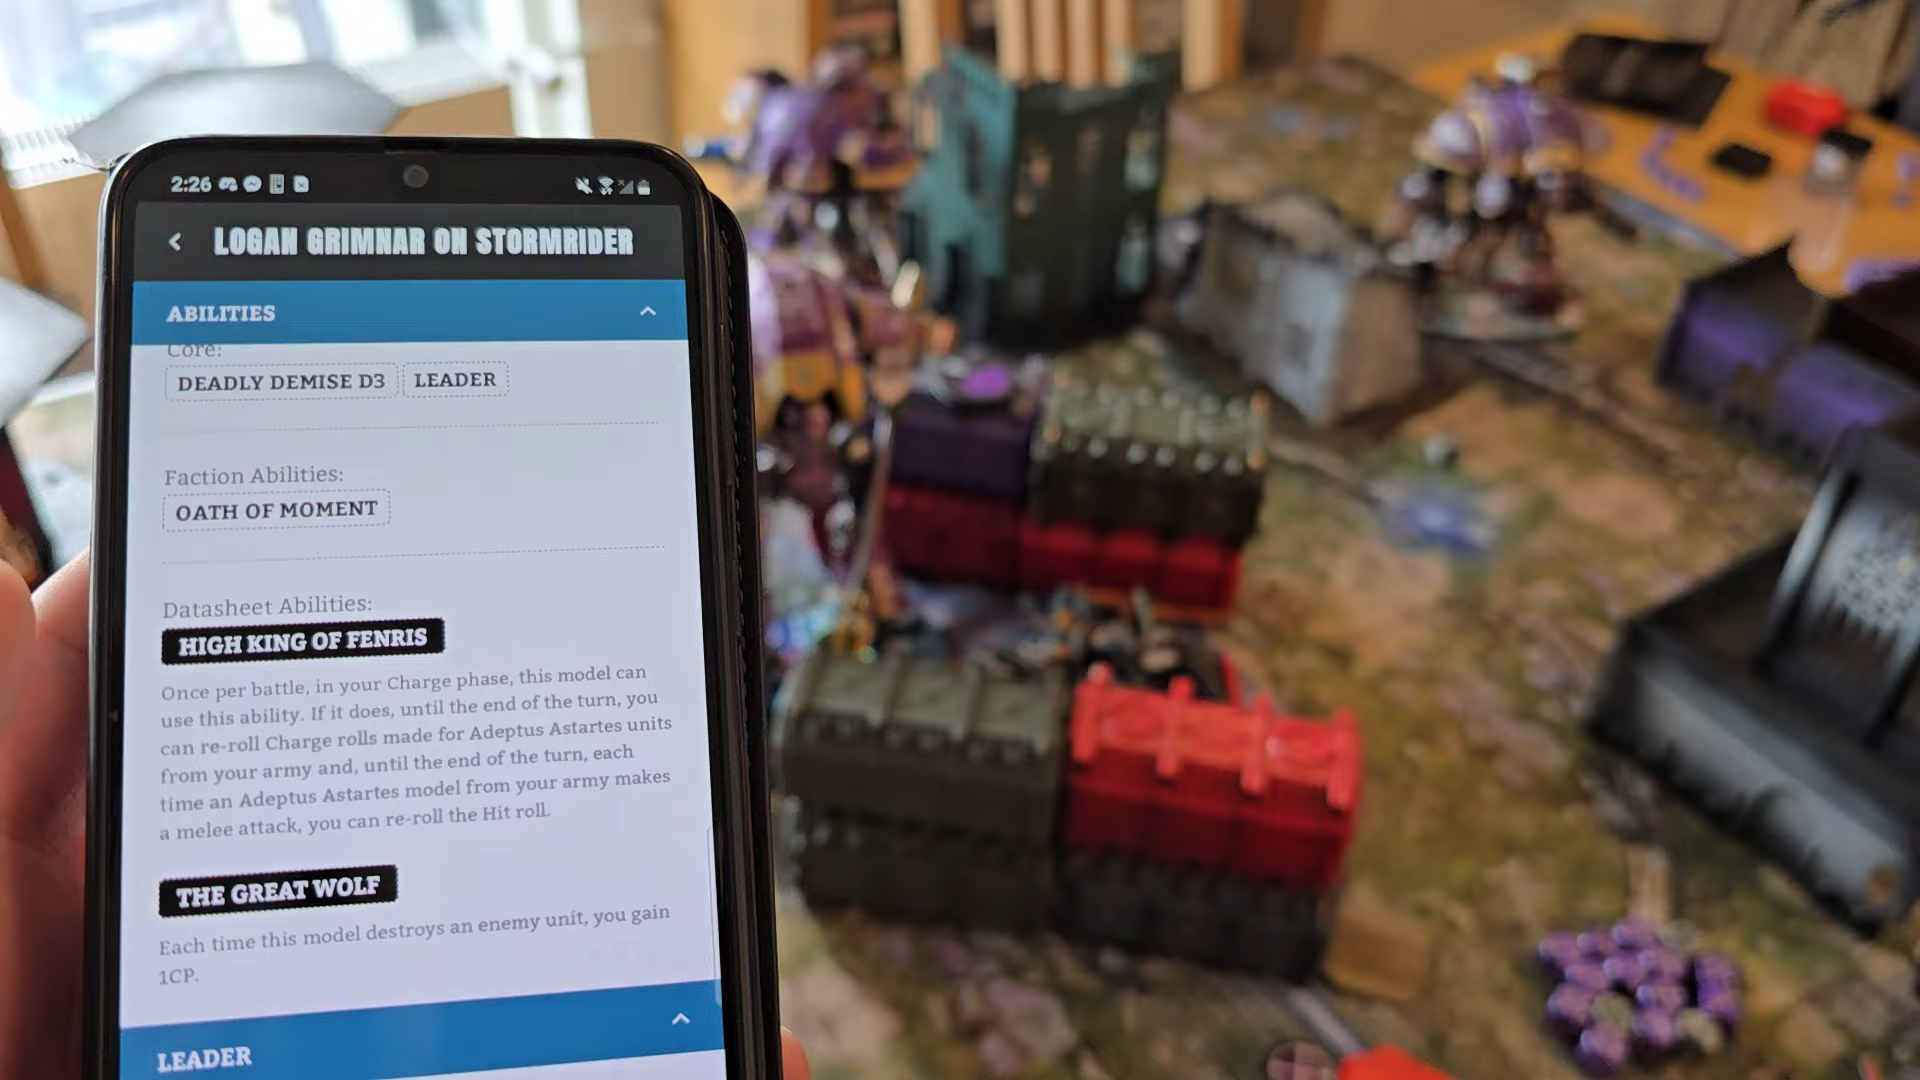 2:26
LOGAN GRIMNAR ON STORMRIDER
ABILITIES
Core:
DEADLY DEMISE D3 LEADER
Faction Abilities:
OATH OF MOMENT
Datasheet Abilities:
HIGH KING OF FENRIS
Once per battle, in your Charge phase, this model can
use this ability. If it does, until the end of the turn, you
can re-roll Charge rolls made for Adeptus Astartes units
from your army and, until the end of the turn, each
time an Adeptus Astartes model from your army makes
a melee attack, you can re-roll the Hit roll.
THE GREAT WOLF
Each time this model destroys an enemy unit, you gain
1CP.
LEADER